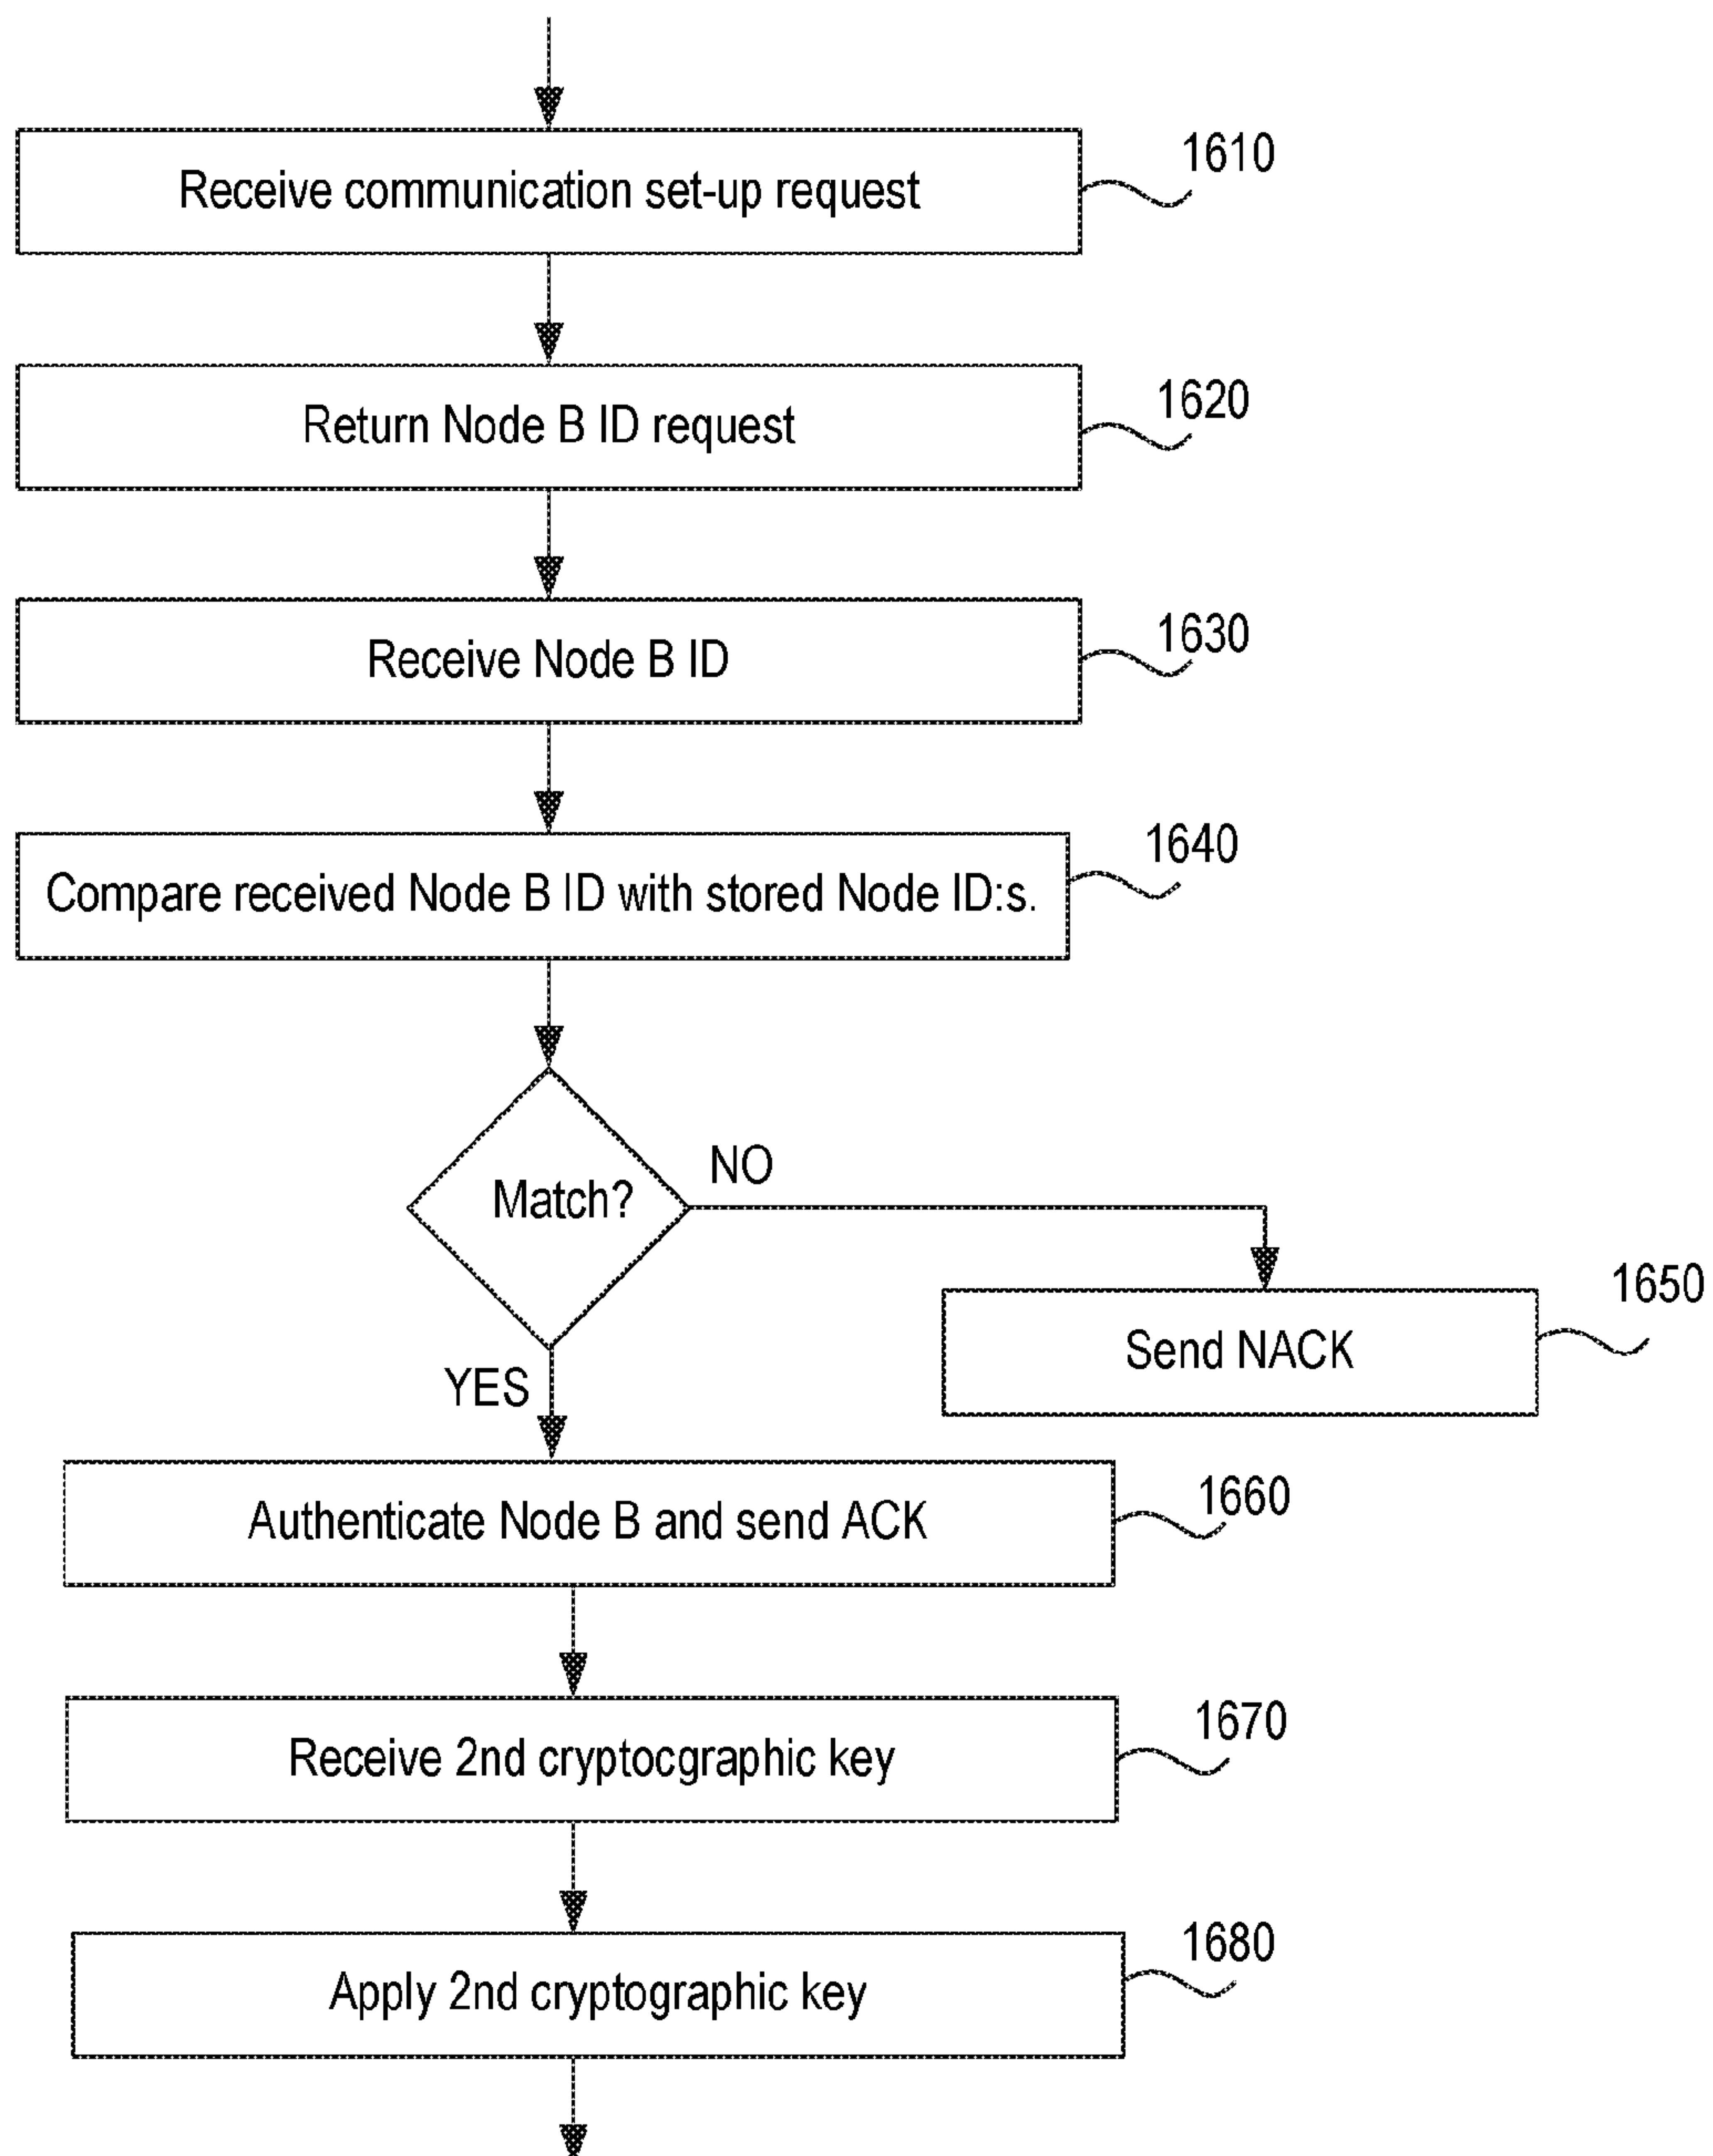 1610
Receive communication set-up request
1620
Return Node B ID request
1630
Receive Node B ID
1640
Compare received Node B ID with stored Node ID:s.
NO
Match?
1650
Send NACK
YES
1660
Authenticate Node B and send ACK
1670
Receive 2nd cryptocgraphic key
1680
Apply 2nd cryptographic key